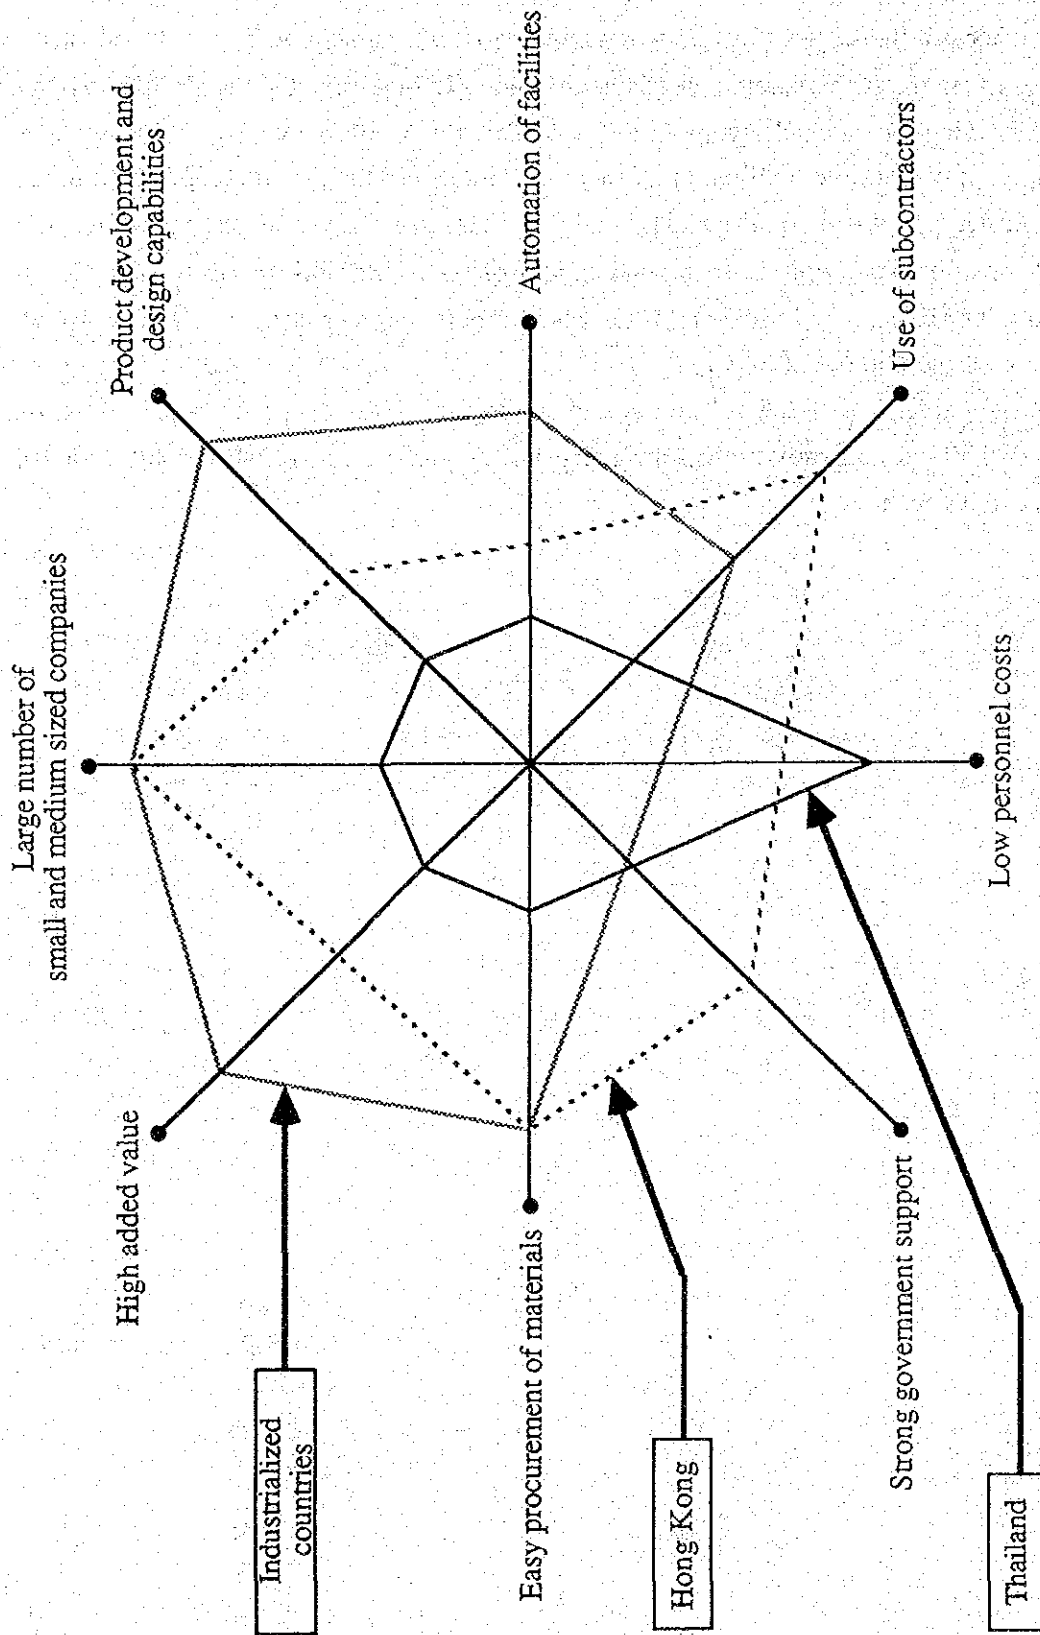 Large number of
small and medium sized companies
Product development and
design capabilities
Automation of facilities
Use of subcontractors
Low personnel costs
Strong government support
Easy procurement of materials
High added value
Industrialized
countries
Hong Kong
Thailand